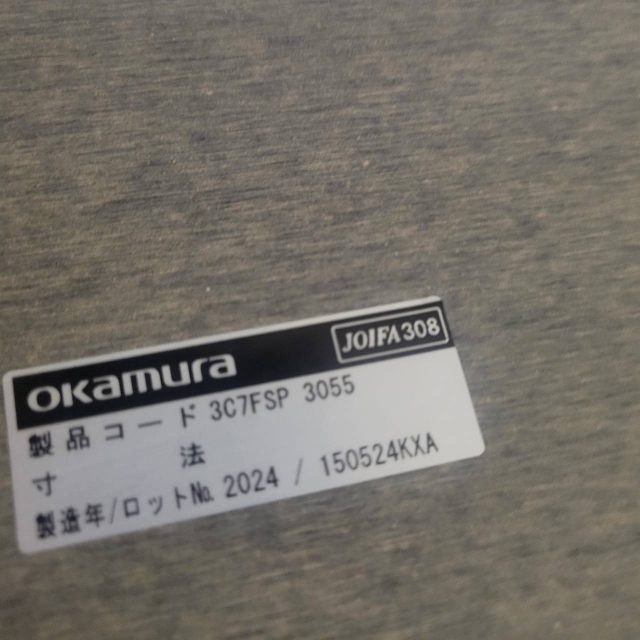 okamura JOIFA308
製品コード 3C7FSP 3055
寸法
製造年/ロット№ 2024 / 150524KXA